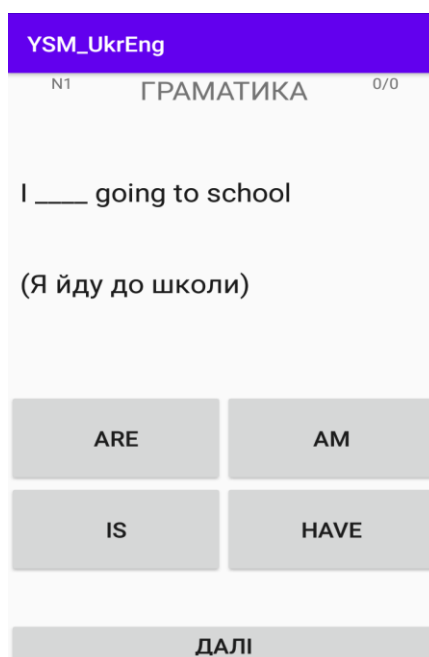 YSM_UkrEng
N1 ГРАМАТИКА 0/0
I ____ going to school
(Я йду до школи)
ARE AM
IS HAVE
ДАЛІ